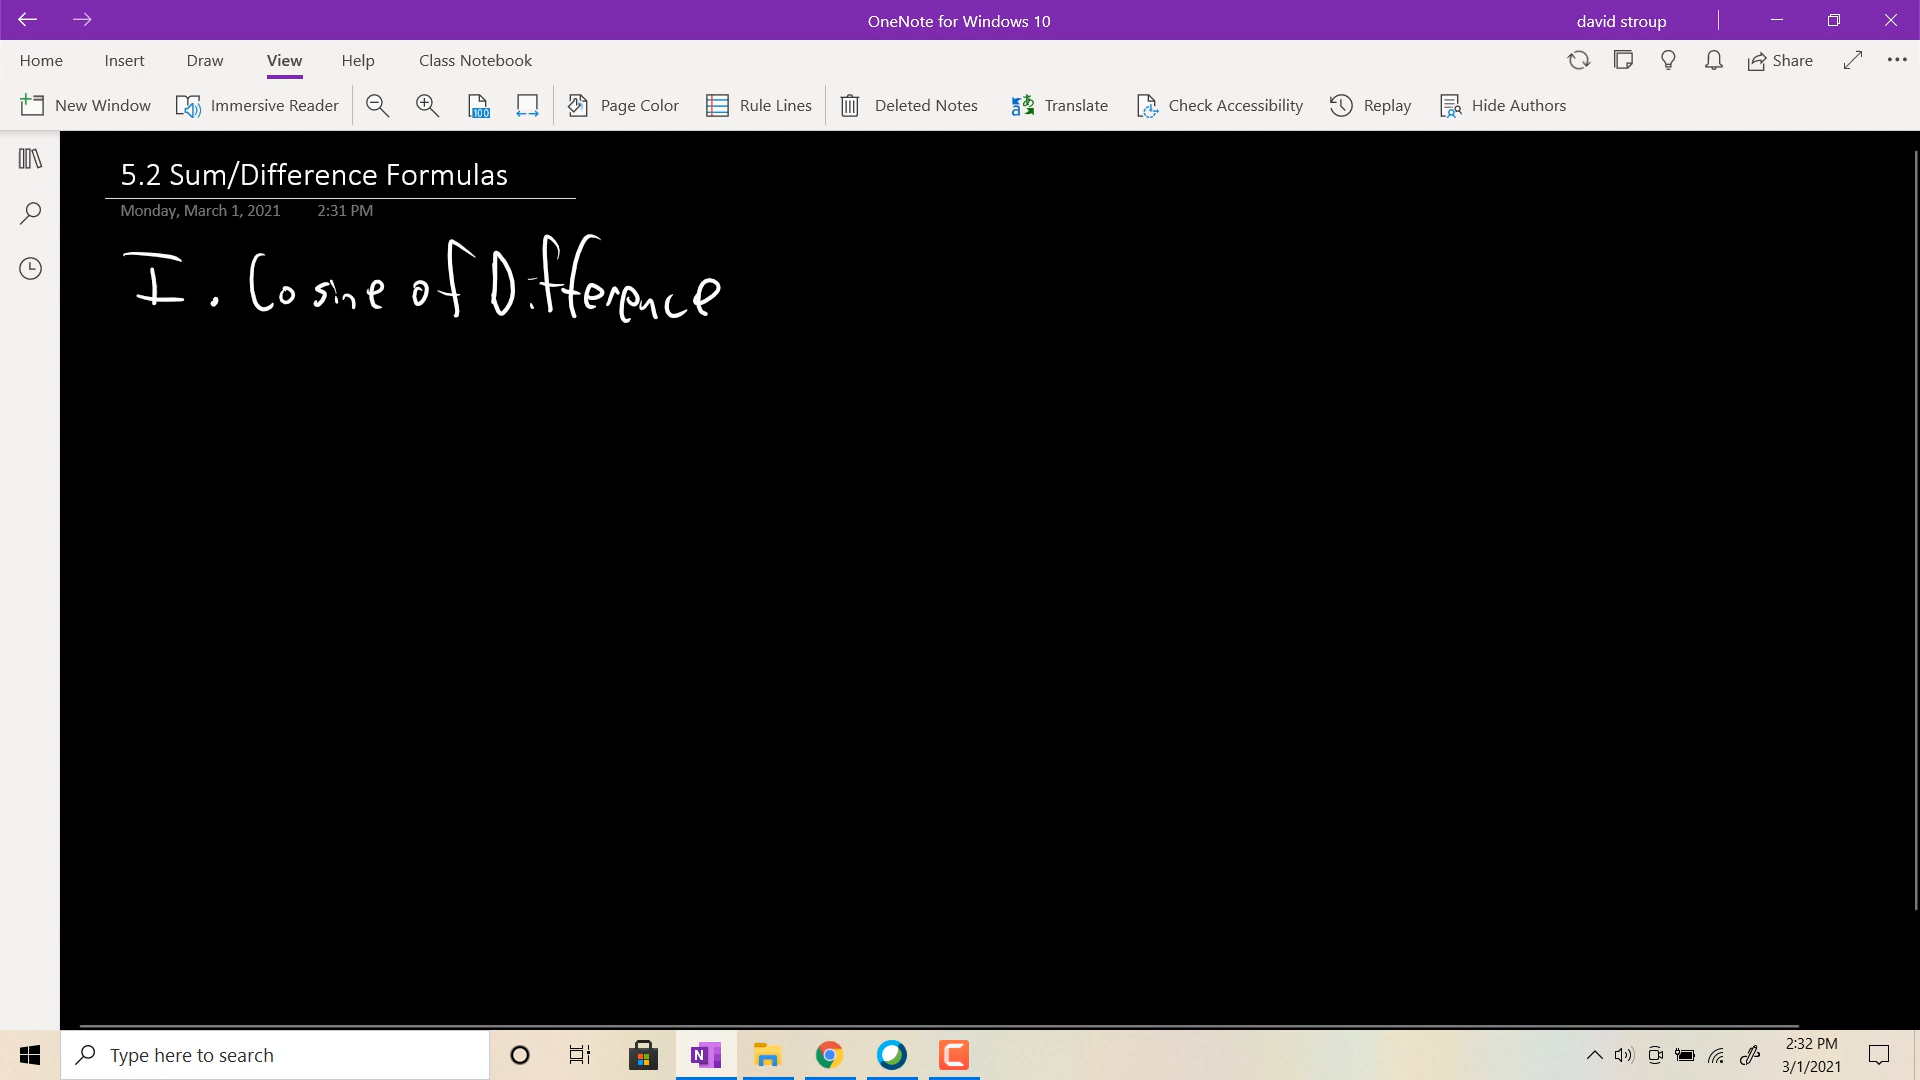 OneNote for Windows 10
david stroup
Home Insert Draw View Help Class Notebook
Share
New Window Immersive Reader 100 Page Color Rule Lines Deleted Notes Translate Check Accessibility Replay Hide Authors
5.2 Sum/Difference Formulas
Monday, March 1, 2021 2:31 PM
I. Cosine of Difference
Type here to search
2:32 PM
3/1/2021